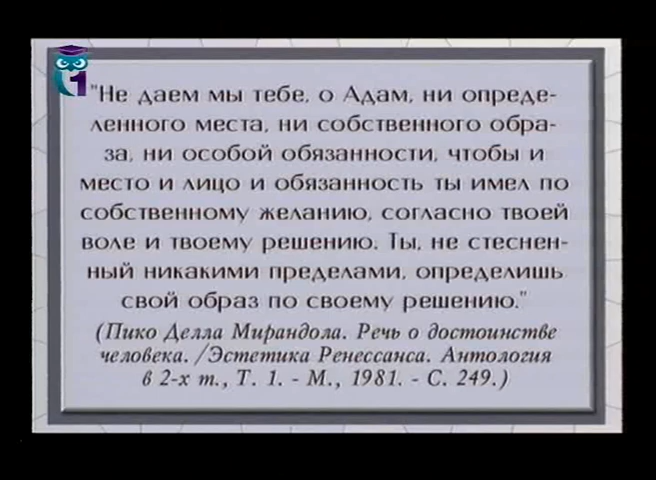 1
"Не даем мы тебе, о Адам, ни опреде-
ленного места, ни собственного обра-
за, ни особой обязанности, чтобы и
место и лицо и обязанность ты имел по
собственному желанию, согласно твоей
воле и твоему решению. Ты, не стеснен-
ный никакими пределами, определишь
свой образ по своему решению."
(Пико Делла Мирандола. Речь о достоинстве
человека. /Эстетика Ренессанса. Антология
в 2-х т., Т. 1. - М., 1981. - С. 249.)